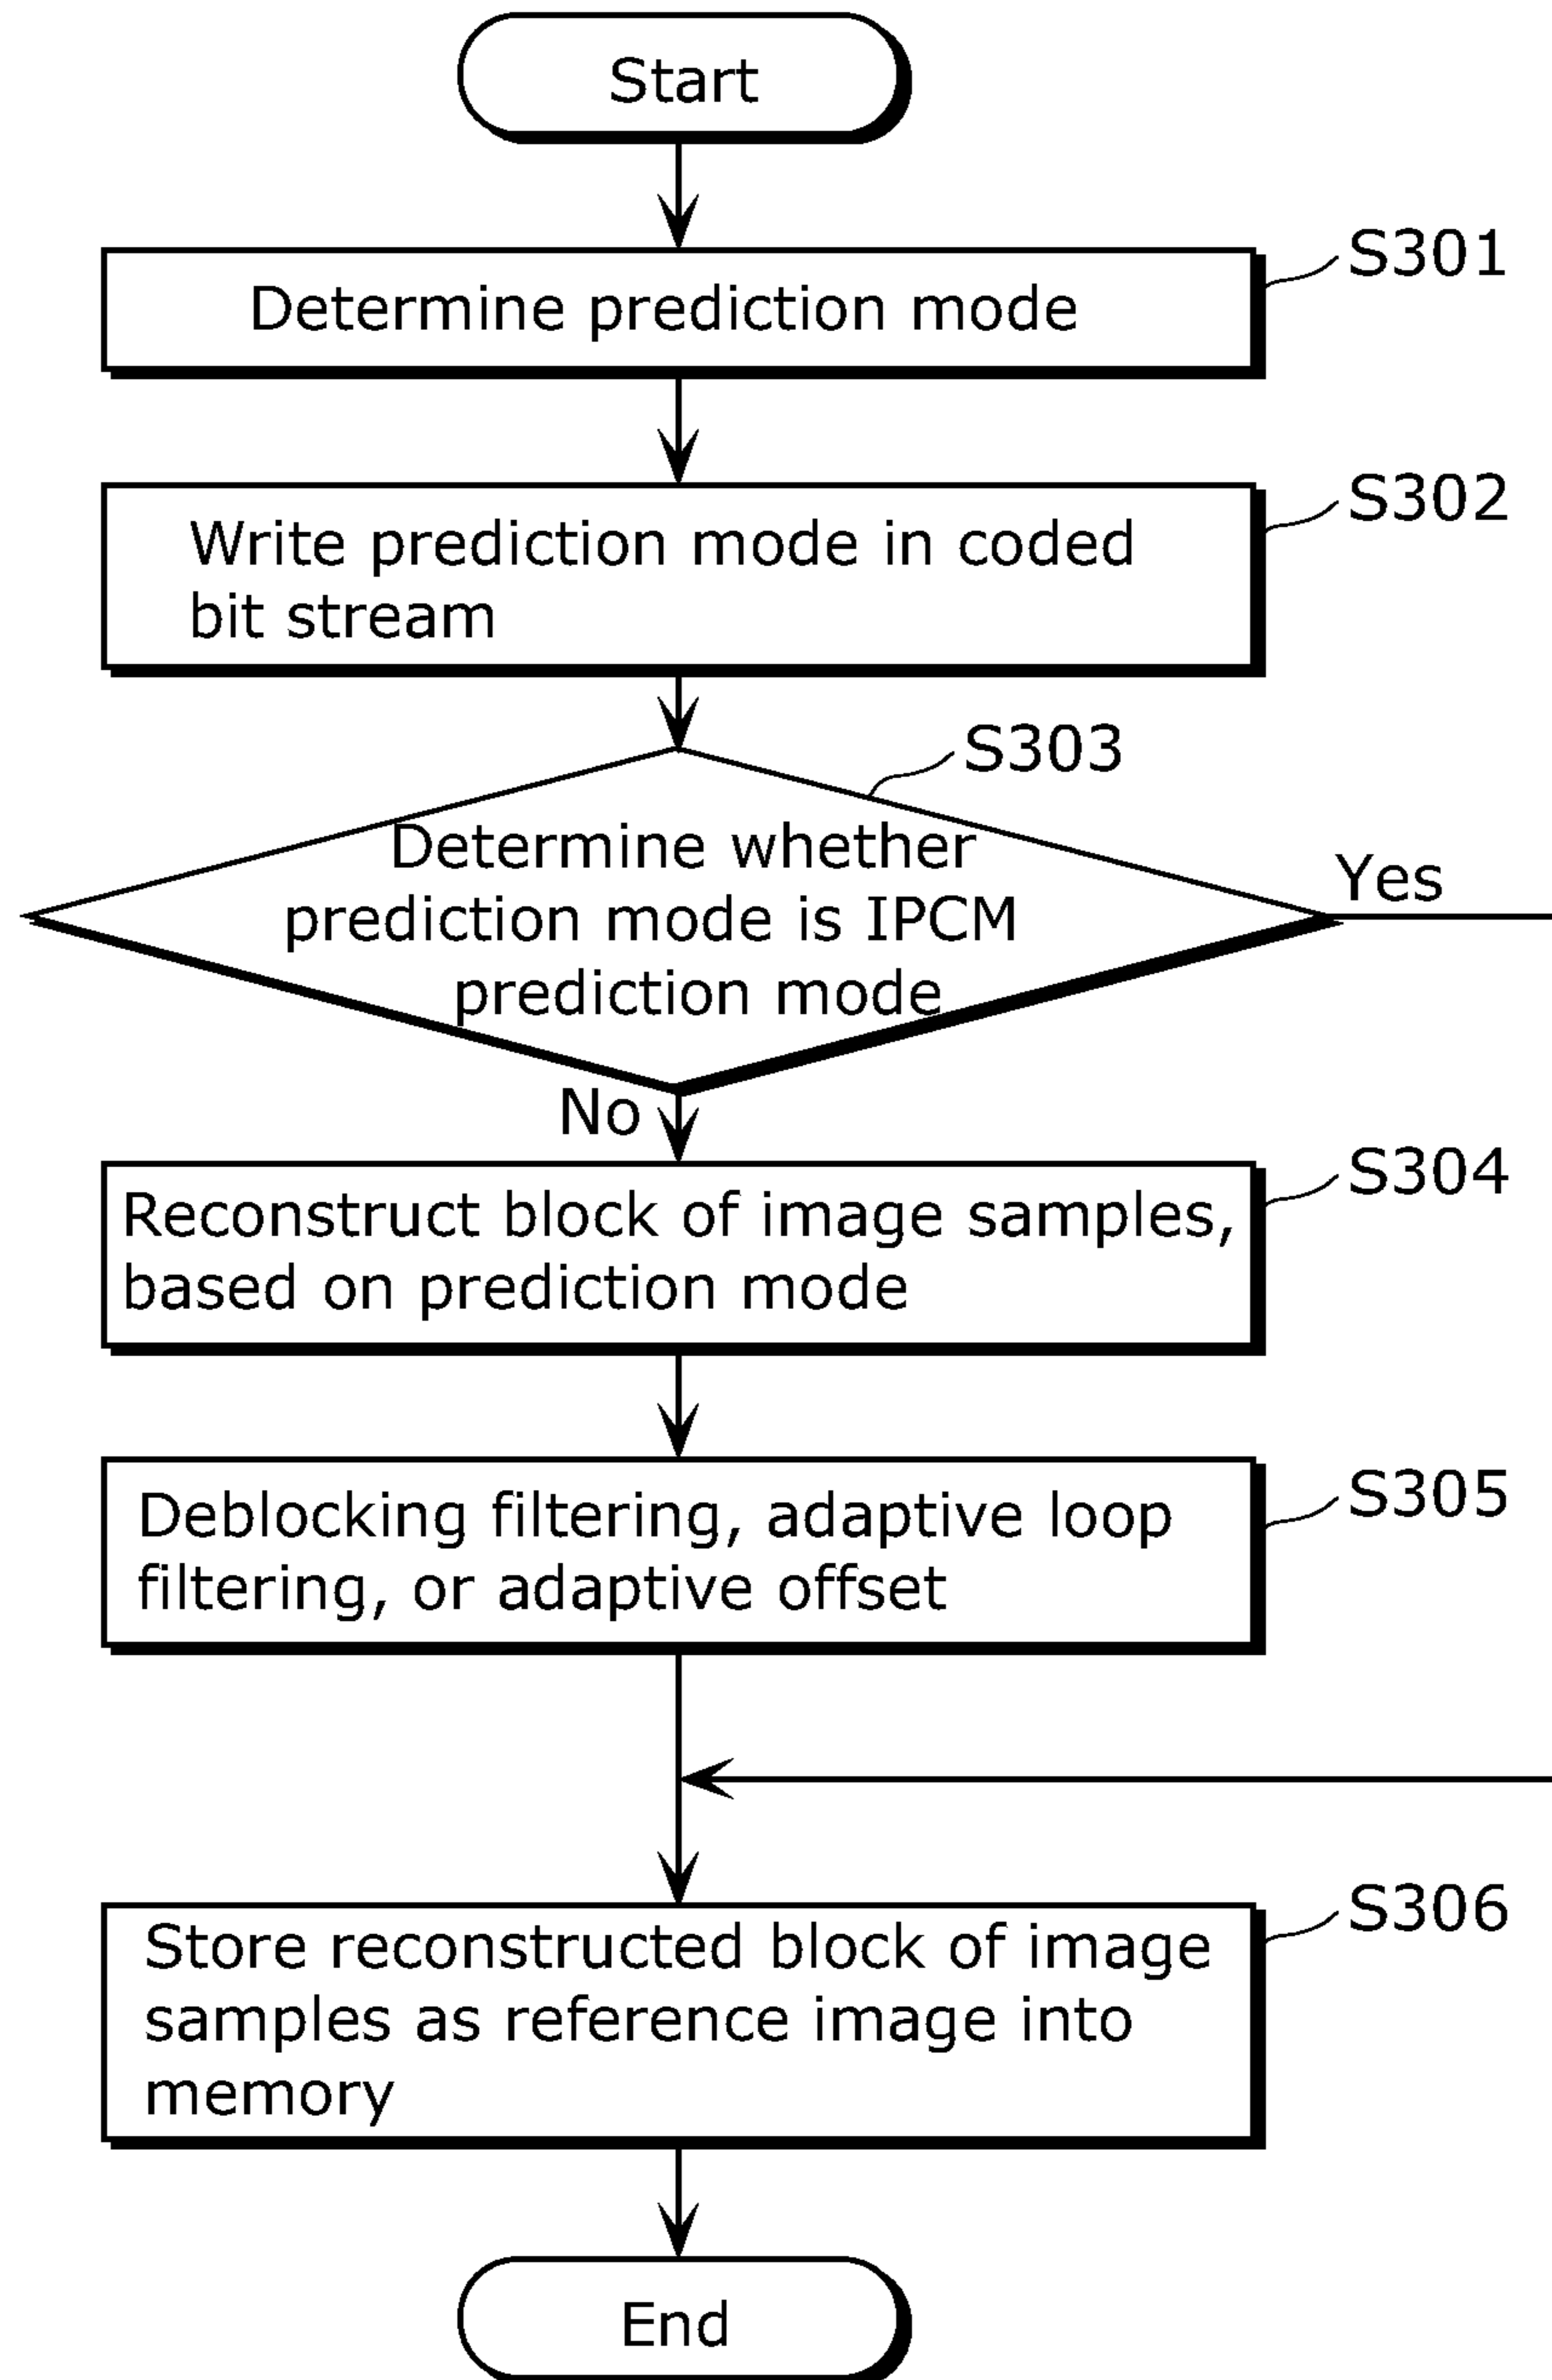 Start
S301
Determine prediction mode
S302
Write prediction mode in coded
bit stream
S303
Determine whether
prediction mode is IPCM
prediction mode
Yes
No
S304
Reconstruct block of image samples,
based on prediction mode
S305
Deblocking filtering, adaptive loop
filtering, or adaptive offset
S306
Store reconstructed block of image
samples as reference image into
memory
End